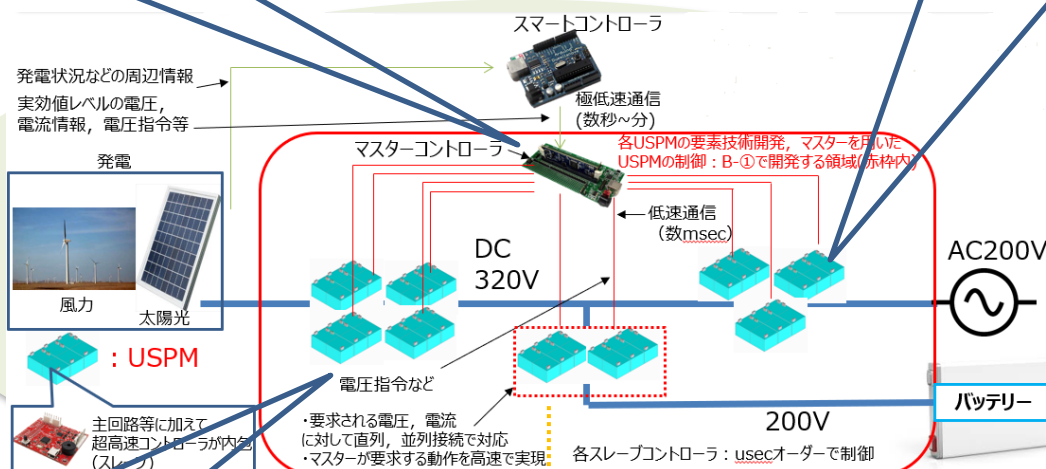 スマートコントローラ
発電状況などの周辺情報
実効値レベルの電圧，
電流情報，電圧指令等
極低速通信
(数秒~分)
発電
マスターコントローラ
各USPMの要素技術開発，マスターを用いた
USPMの制御：B-①で開発する領域(赤枠内)
低速通信
(数msec)
DC
320V
AC200V
風力
太陽光
：USPM
電圧指令など
主回路等に加えて
超高速コントローラが内包
(スレーブ)
・要求される電圧，電流
に対して直列，並列接続で対応
・マスターが要求する動作を高速で実現
200V
バッテリー
各スレーブコントローラ：usecオーダーで制御